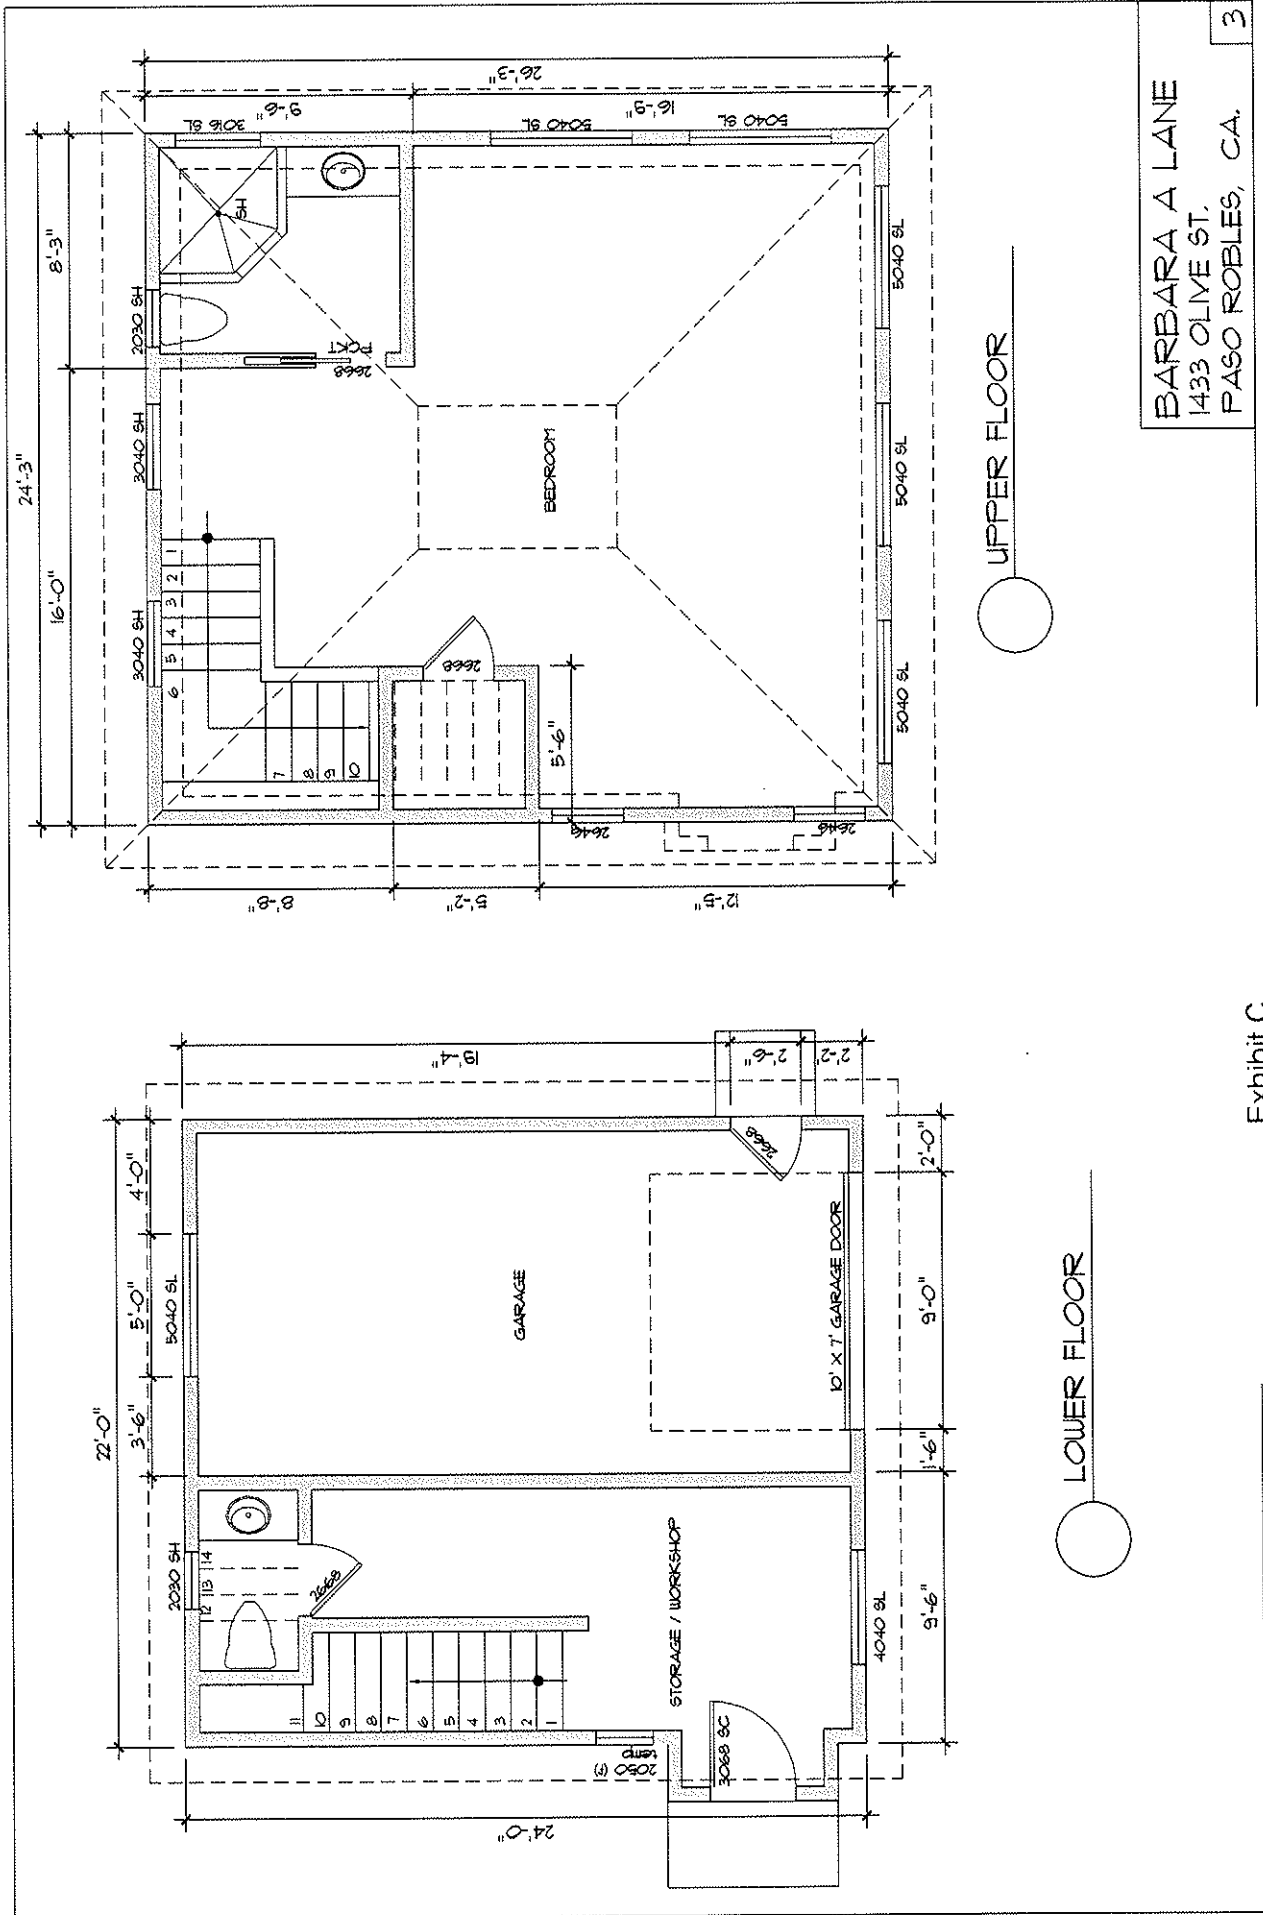 24'-3"
16'-0"
8'-3"
3040 SH
3040 SH
2030 SH
26'-3"
9'-6"
16'-9"
3016 SL
5040 SL
5040 SL
SH
2668
PCKT
1
2
3
4
5
6
7
8
9
10
BEDROOM
2668
5'-6"
8'-8"
5'-2"
12'-5"
2646
2646
5040 SL
5040 SL
5040 SL
UPPER FLOOR
22'-0"
3'-6"
5'-0"
4'-0"
2030 SH
5040 SL
19'-4"
2'-6"
2'-2"
12
13
14
2668
GARAGE
2668
10' X 7' GARAGE DOOR
11
10
9
8
7
6
5
4
3
2
1
STORAGE / WORKSHOP
2050 (F)
temp
3068 SC
24'-0"
4040 SL
9'-6"
1'-6"
9'-0"
2'-0"
LOWER FLOOR
BARBARA A LANE
1433 OLIVE ST.
PASO ROBLES, CA.
3
Exhibit C